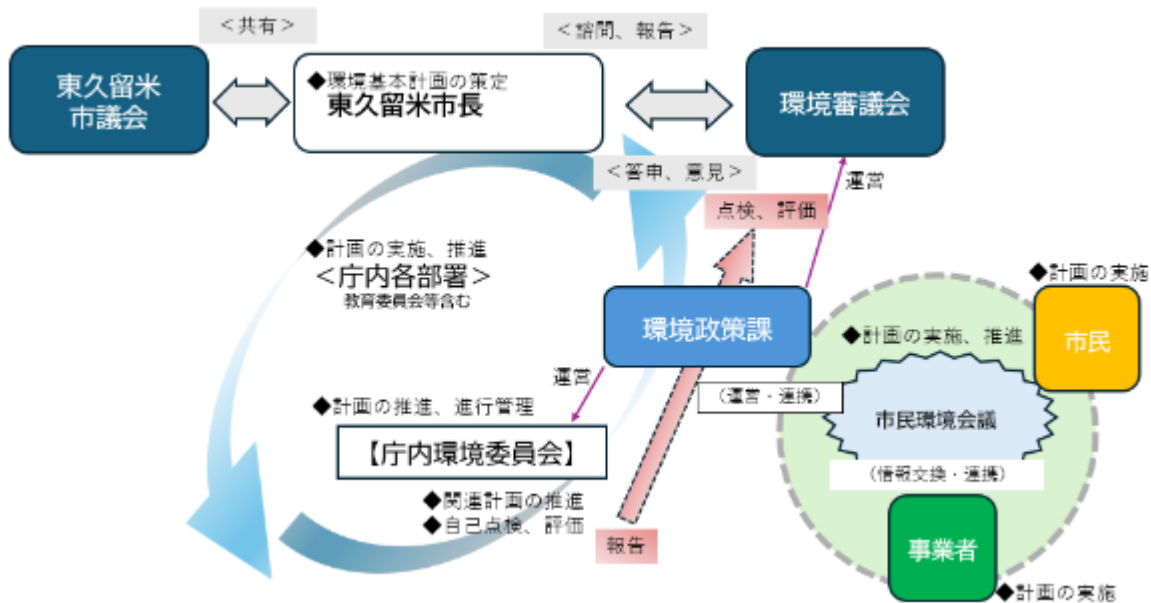 ＜共有＞
＜諮問、報告＞
東久留米
市議会
◆環境基本計画の策定
東久留米市長
環境審議会
＜答申、意見＞
運営
点検、評価
◆計画の実施、推進
＜庁内各部署＞
教育委員会等含む
◆計画の実施
環境政策課
◆計画の実施、推進
市民
運営
（運営・連携）
◆計画の推進、進行管理
市民環境会議
【庁内環境委員会】
（情報交換・連携）
◆関連計画の推進
◆自己点検、評価
報告
事業者
◆計画の実施